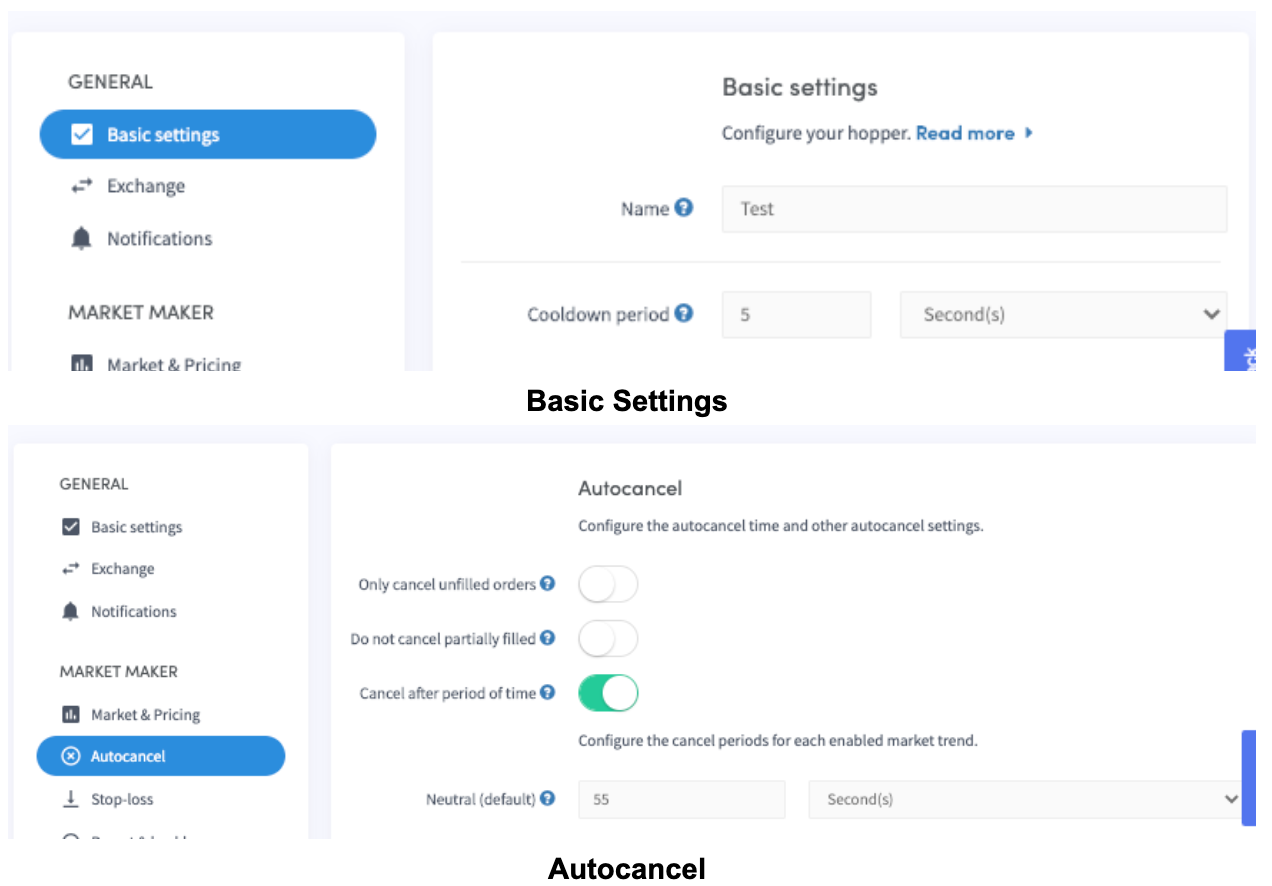 GENERAL
Basic settings
Exchange
Notifications
MARKET MAKER
Market & Pricing
Basic settings
Configure your hopper. Read more
Name
Test
Cooldown period
5
Second(s)
Basic Settings
GENERAL
Basic settings
Exchange
Notifications
MARKET MAKER
Market & Pricing
Autocancel
Stop-loss
Autocancel
Configure the autocancel time and other autocancel settings.
Only cancel unfilled orders
Do not cancel partially filled
Cancel after period of time
Configure the cancel periods for each enabled market trend.
Neutral (default)
55
Second(s)
Autocancel